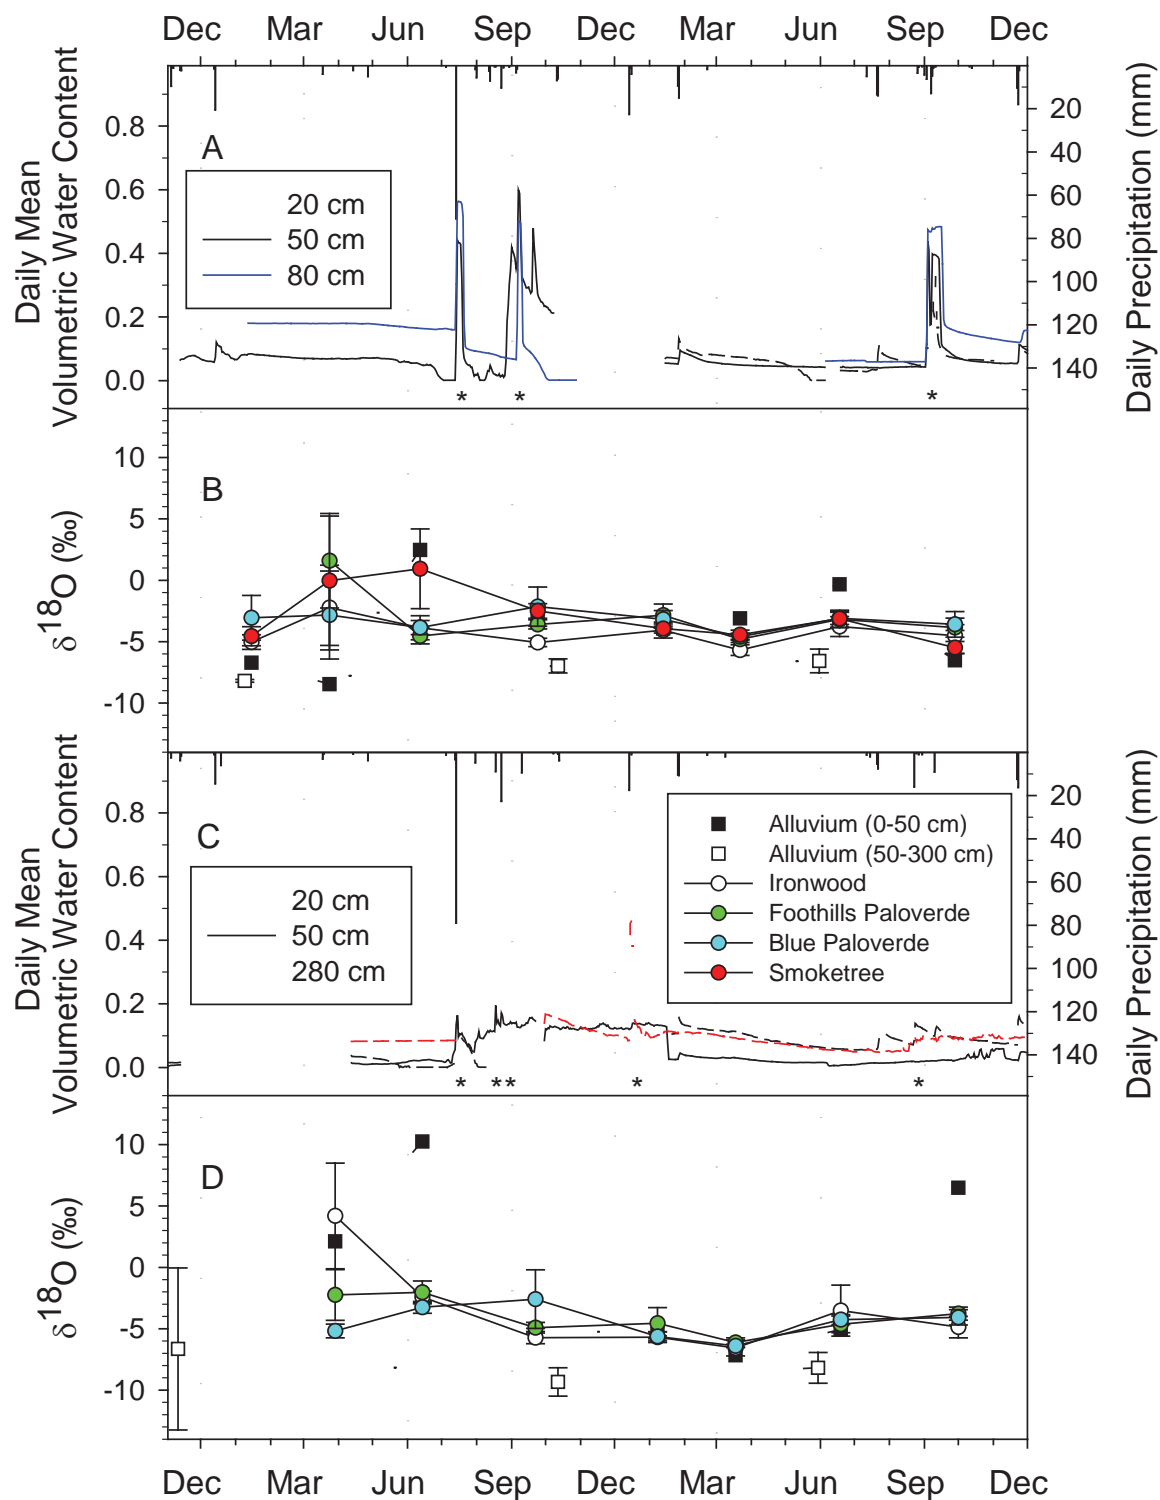 Dec Mar Jun Sep Dec Mar Jun Sep Dec
Daily Mean
Volumetric Water Content
0.8
0.6
0.4
0.2
0.0
A
20 cm
50 cm
80 cm
* * *
20
40
60
80
100
120
140
Daily Precipitation (mm)
δ18O (‰)
10
5
0
-5
-10
B
Daily Mean
Volumetric Water Content
0.8
0.6
0.4
0.2
0.0
C
20 cm
50 cm
280 cm
Alluvium (0-50 cm)
Alluvium (50-300 cm)
Ironwood
Foothills Paloverde
Blue Paloverde
Smoketree
* ** * *
20
40
60
80
100
120
140
Daily Precipitation (mm)
δ18O (‰)
10
5
0
-5
-10
D
Dec Mar Jun Sep Dec Mar Jun Sep Dec